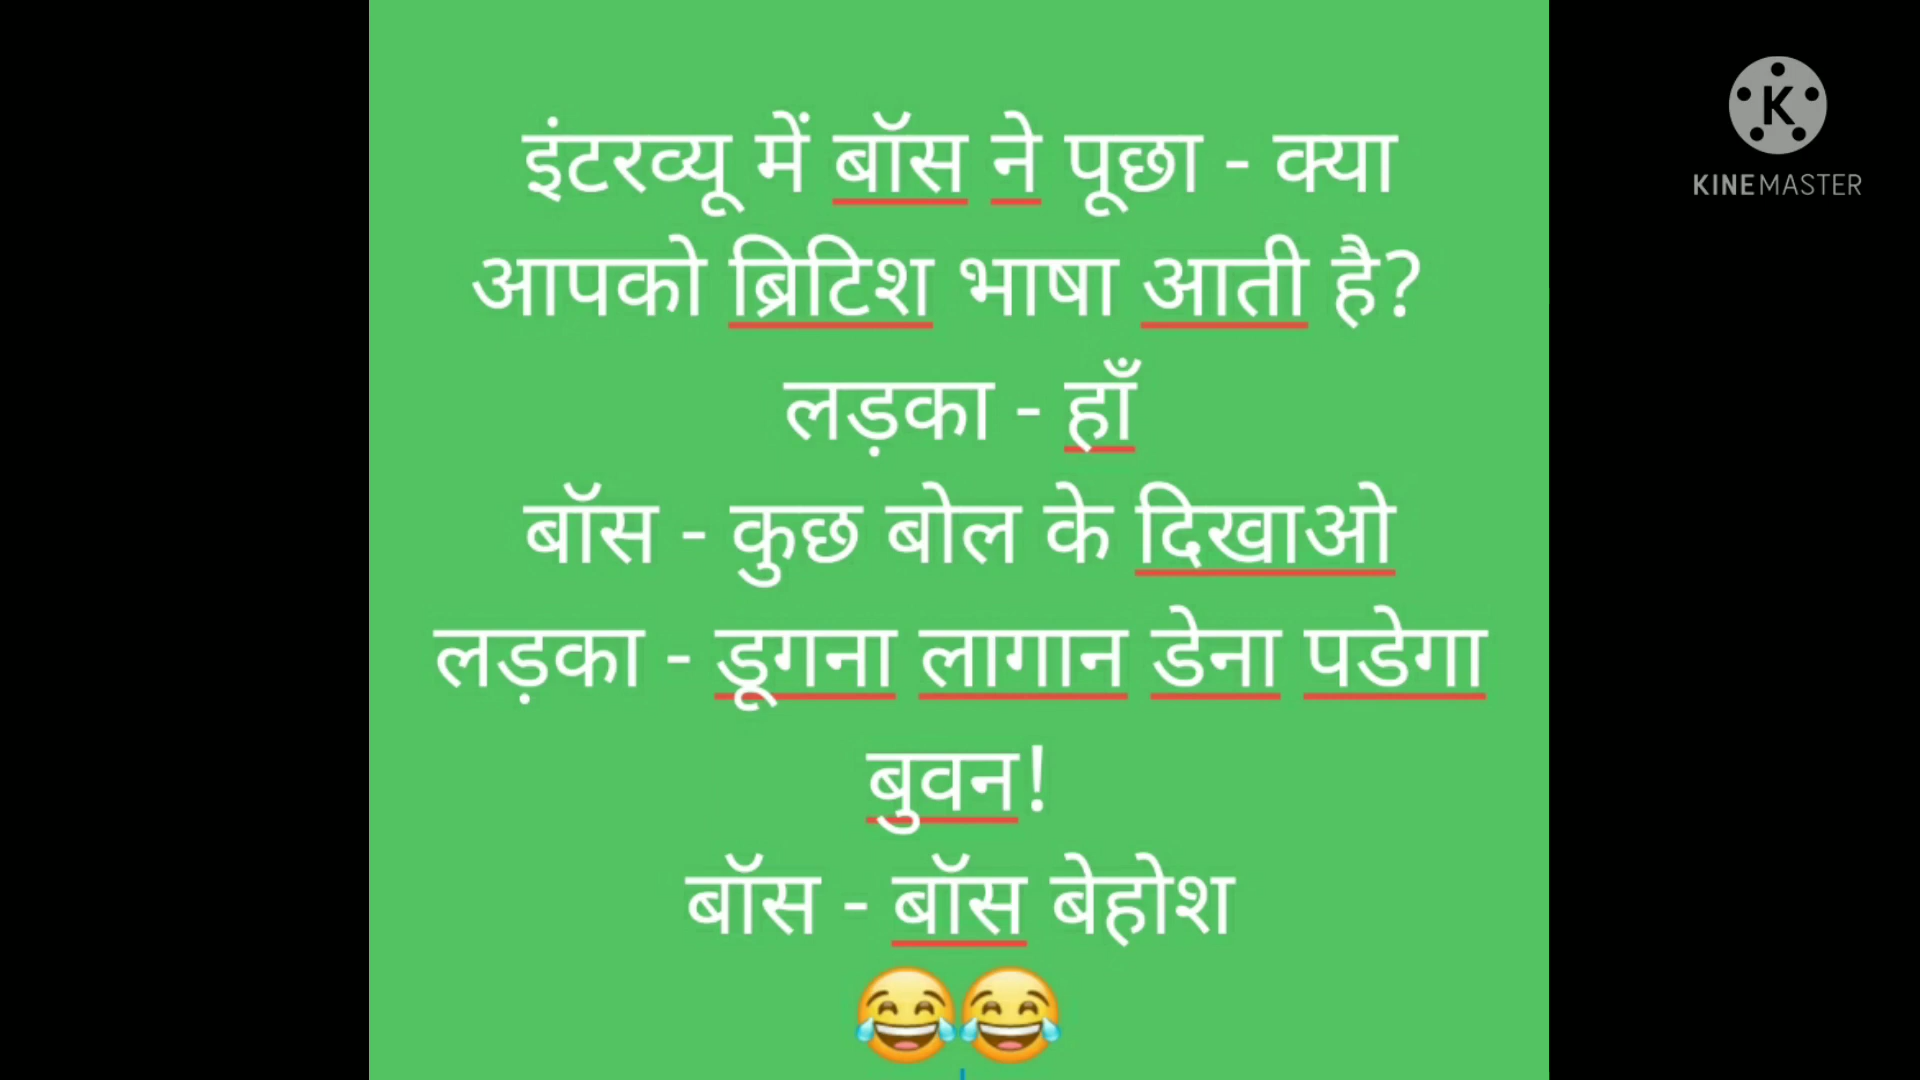 इंटरव्यू में बॉस ने पूछा - क्या
आपको ब्रिटिश भाषा आती है?
लड़का - हाँ
बॉस - कुछ बोल के दिखाओ
लड़का - डूगना लागान डेना पडेगा
बुवन!
बॉस - बॉस बेहोश
😂😂
K
KINEMASTER